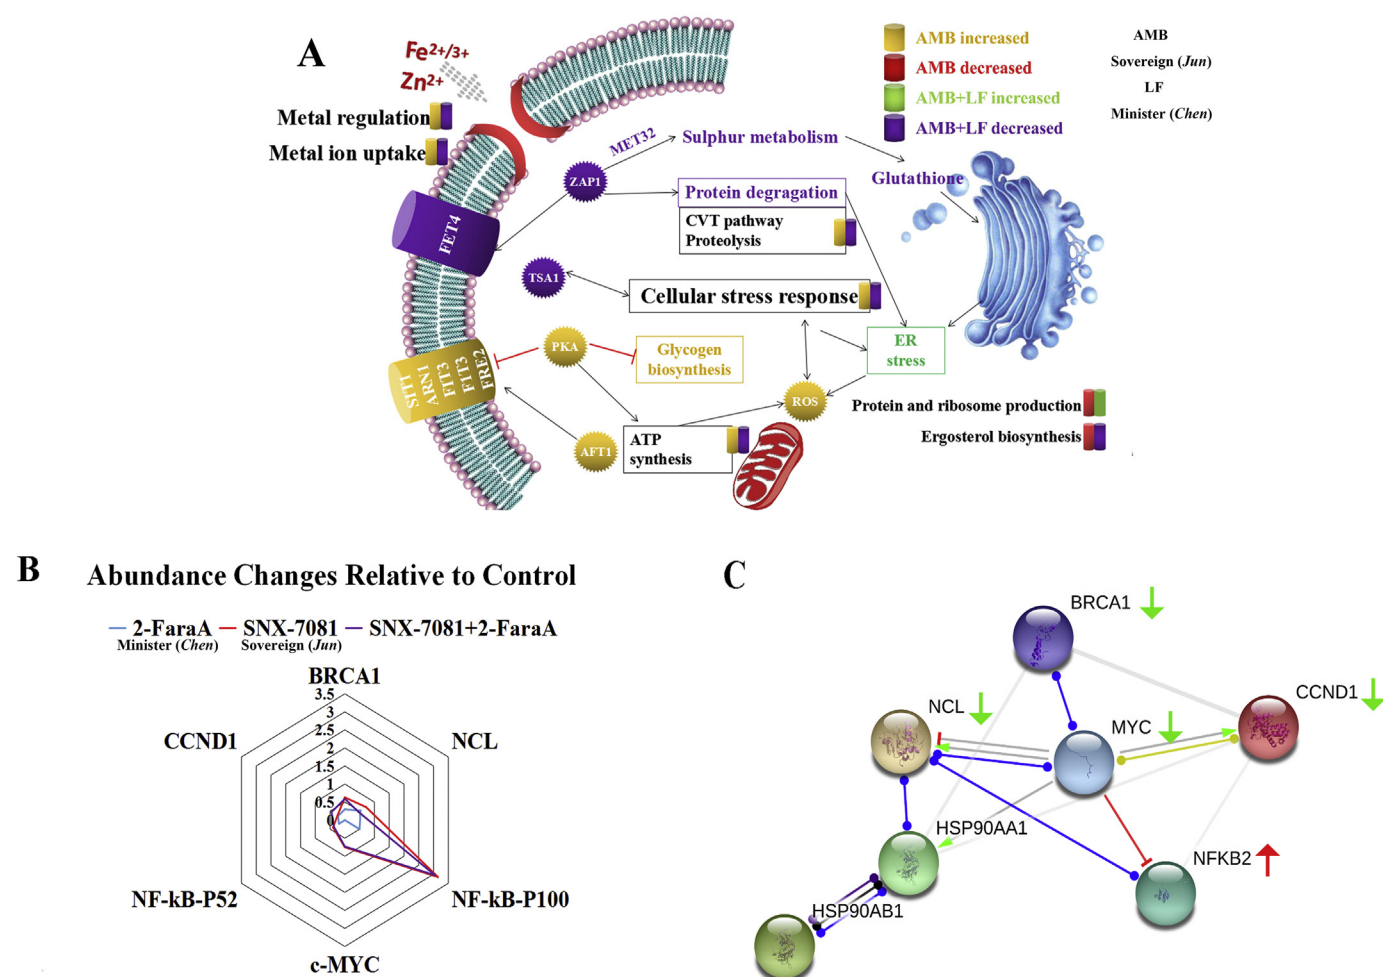 A
Fe2+/3+
Zn2+
Metal regulation
Metal ion uptake
AMB increased
AMB decreased
AMB+LF increased
AMB+LF decreased
AMB
Sovereign (Jun)
LF
Minister (Chen)
MET32
Sulphur metabolism
Glutathione
ZAP1
Protein degragation
CVT pathway
Proteolysis
FET4
TSA1
Cellular stress response
PKA
Glycogen
biosynthesis
ER
stress
SIT1
ARN1
FIT3
FTT3
FRE2
ROS
AFT1
ATP
synthesis
Protein and ribosome production
Ergosterol biosynthesis
B
Abundance Changes Relative to Control
2-FaraA SNX-7081 SNX-7081+2-FaraA
Minister (Chen) Sovereign (Jun)
BRCA1
NCL
NF-kB-P100
c-MYC
NF-kB-P52
CCND1
3.5
3
2.5
2
1.5
1
0.5
0
C
BRCA1
CCND1
NCL
MYC
HSP90AA1
NFKB2
HSP90AB1